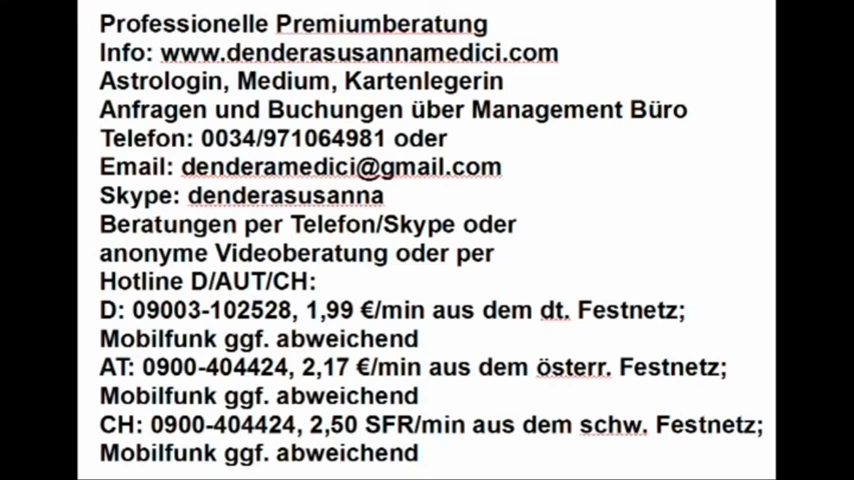 Professionelle Premiumberatung
Info: www.denderasusannamedici.com
Astrologin, Medium, Kartenlegerin
Anfragen und Buchungen über Management Büro
Telefon: 0034/971064981 oder
Email: denderamedici@gmail.com
Skype: denderasusanna
Beratungen per Telefon/Skype oder
anonyme Videoberatung oder per
Hotline D/AUT/CH:
D: 09003-102528, 1,99 €/min aus dem dt. Festnetz;
Mobilfunk ggf. abweichend
AT: 0900-404424, 2,17 €/min aus dem österr. Festnetz;
Mobilfunk ggf. abweichend
CH: 0900-404424, 2,50 SFR/min aus dem schw. Festnetz;
Mobilfunk ggf. abweichend